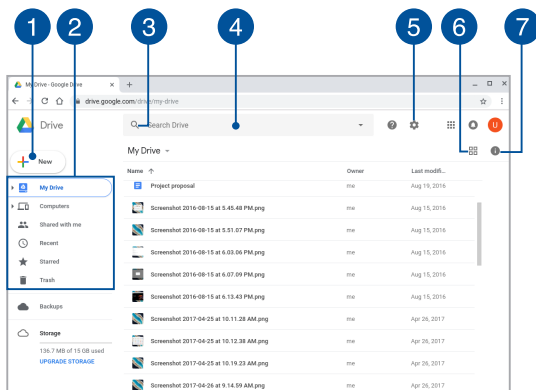 1 2 3 4 5 6 7
My Drive - Google Drive
drive.google.com/drive/my-drive
Drive
Search Drive
U
New
My Drive
Name Owner Last modifi...
My Drive
Computers
Shared with me
Recent
Starred
Trash
Backups
Storage
136.7 MB of 15 GB used
UPGRADE STORAGE
Project proposal me Aug 19, 2016
Screenshot 2016-08-15 at 5.45.48 PM.png me Aug 15, 2016
Screenshot 2016-08-15 at 5.51.07 PM.png me Aug 15, 2016
Screenshot 2016-08-15 at 6.03.06 PM.png me Aug 15, 2016
Screenshot 2016-08-15 at 6.07.09 PM.png me Aug 15, 2016
Screenshot 2016-08-15 at 6.13.43 PM.png me Aug 15, 2016
Screenshot 2017-04-25 at 10.11.28 AM.png me Apr 26, 2017
Screenshot 2017-04-25 at 10.12.38 AM.png me Apr 26, 2017
Screenshot 2017-04-25 at 10.19.23 AM.png me Apr 26, 2017
Screenshot 2017-04-26 at 9.14.59 AM.png me Apr 26, 2017